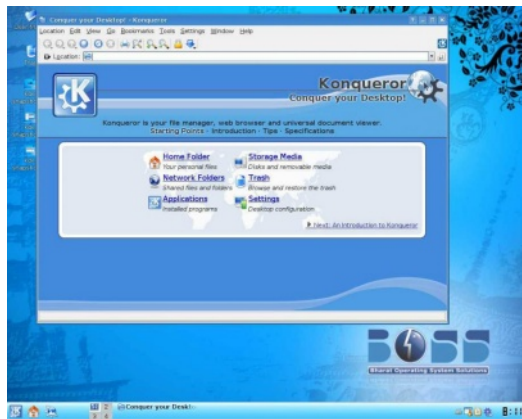 Conquer your Desktop! - Konqueror
Location Edit View Go Bookmarks Tools Settings Window Help
Location:
Konqueror
Conquer your Desktop!
Konqueror is your file manager, web browser and universal document viewer.
Starting Points - Introduction - Tips - Specifications
Home Folder
Your personal files
Storage Media
Disks and removable media
Network Folders
Shared files and folders
Trash
Browse and restore the trash
Applications
Installed programs
Settings
Desktop configuration
Next: An Introduction to Konqueror
BOSS
Bharat Operating System Solutions
Conquer your Deskt